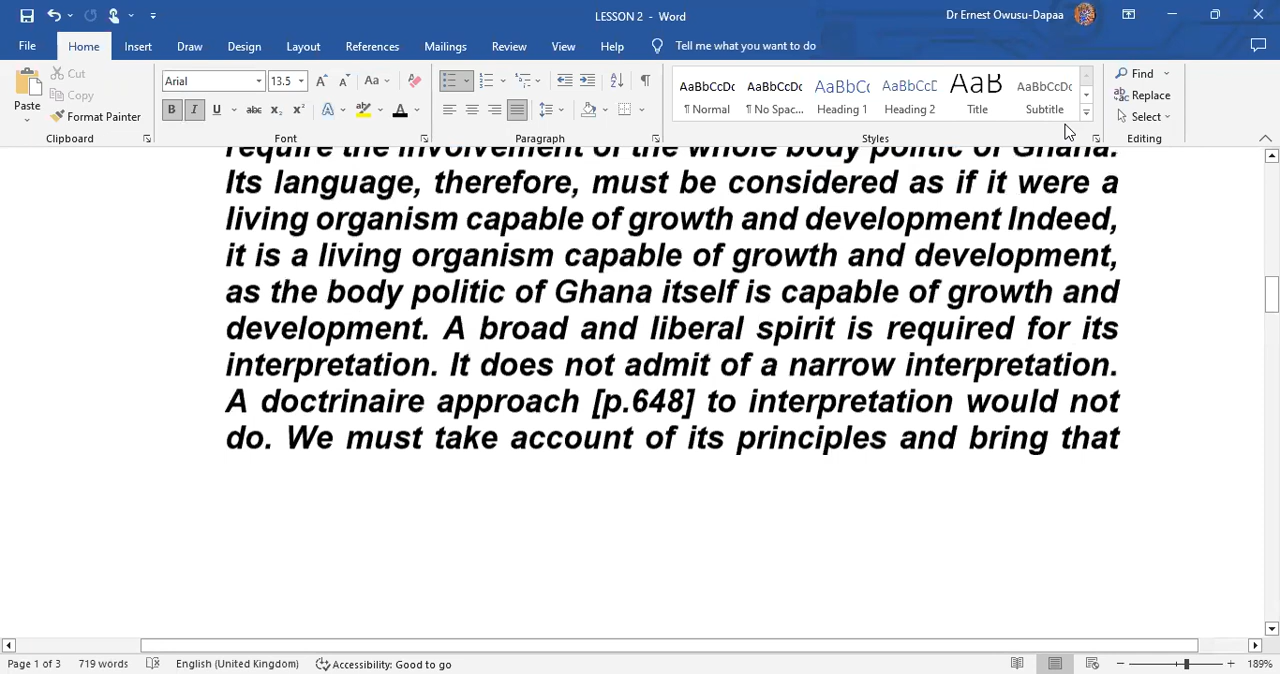 LESSON 2 - Word
Dr Ernest Owusu-Dapaa
File Home Insert Draw Design Layout References Mailings Review View Help Tell me what you want to do
Paste
Cut
Copy
Format Painter
Clipboard
Arial 13.5
Aa
B I U abc x₂ x² A A
Font
Paragraph
AaBbCcDc AaBbCcDc AaBbC AaBbCcD AaB AaBbCcDc
¶ Normal ¶ No Spac... Heading 1 Heading 2 Title Subtitle
Styles
Find
Replace
Select
Editing
require the involvement of the whole body politic of Ghana.
Its language, therefore, must be considered as if it were a
living organism capable of growth and development Indeed,
it is a living organism capable of growth and development,
as the body politic of Ghana itself is capable of growth and
development. A broad and liberal spirit is required for its
interpretation. It does not admit of a narrow interpretation.
A doctrinaire approach [p.648] to interpretation would not
do. We must take account of its principles and bring that
Page 1 of 3 719 words English (United Kingdom) Accessibility: Good to go 189%